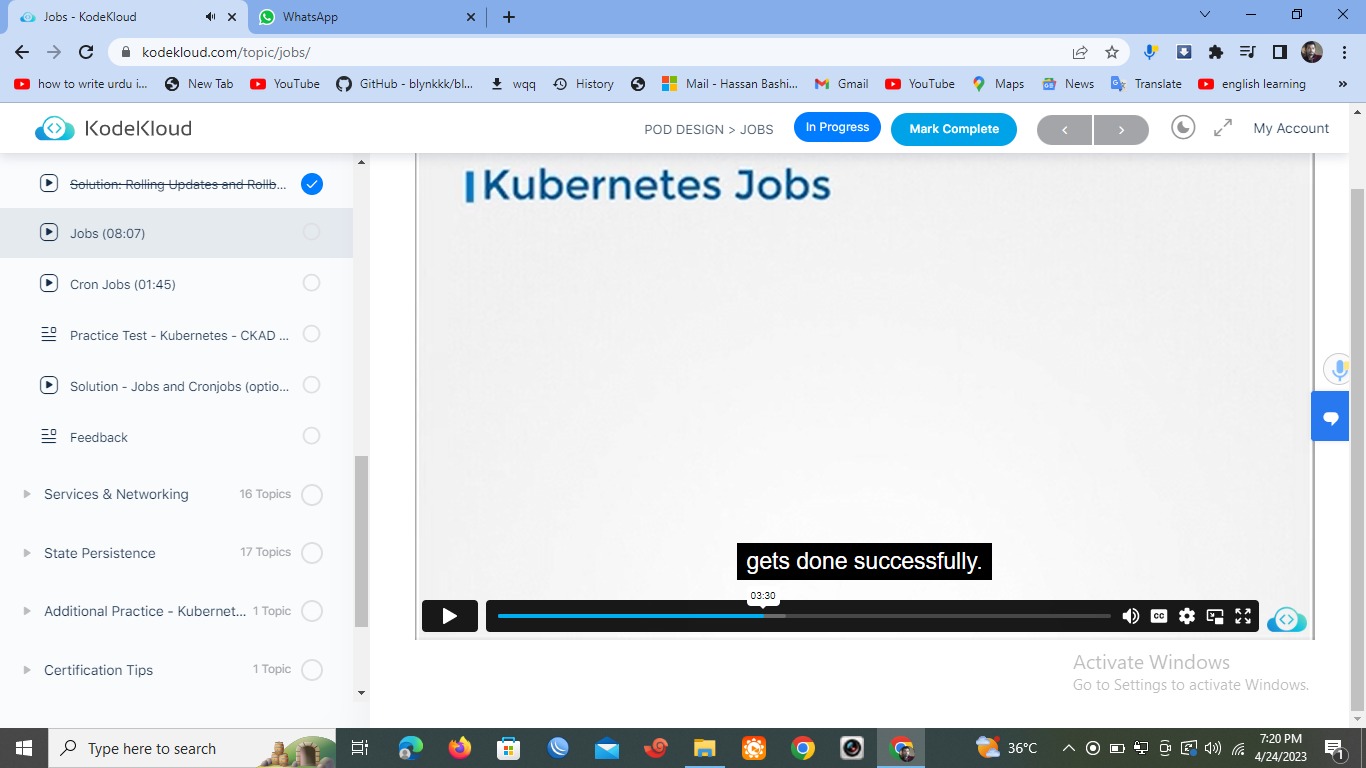 Jobs - KodeKloud
WhatsApp
kodekloud.com/topic/jobs/
how to write urdu i...
New Tab
YouTube
GitHub - blynkkk/bl...
wqq
History
Mail - Hassan Bashi...
Gmail
YouTube
Maps
News
Translate
english learning
»
KodeKloud
POD DESIGN > JOBS
In Progress
Mark Complete
My Account
Solution: Rolling Updates and Rollb...
Jobs (08:07)
Cron Jobs (01:45)
Practice Test - Kubernetes - CKAD ...
Solution - Jobs and Cronjobs (optio...
Feedback
Services & Networking 16 Topics
State Persistence 17 Topics
Additional Practice - Kubernet... 1 Topic
Certification Tips 1 Topic
Kubernetes Jobs
gets done successfully.
03:30
CC
Activate Windows
Go to Settings to activate Windows.
Type here to search
36°C
7:20 PM
4/24/2023
1